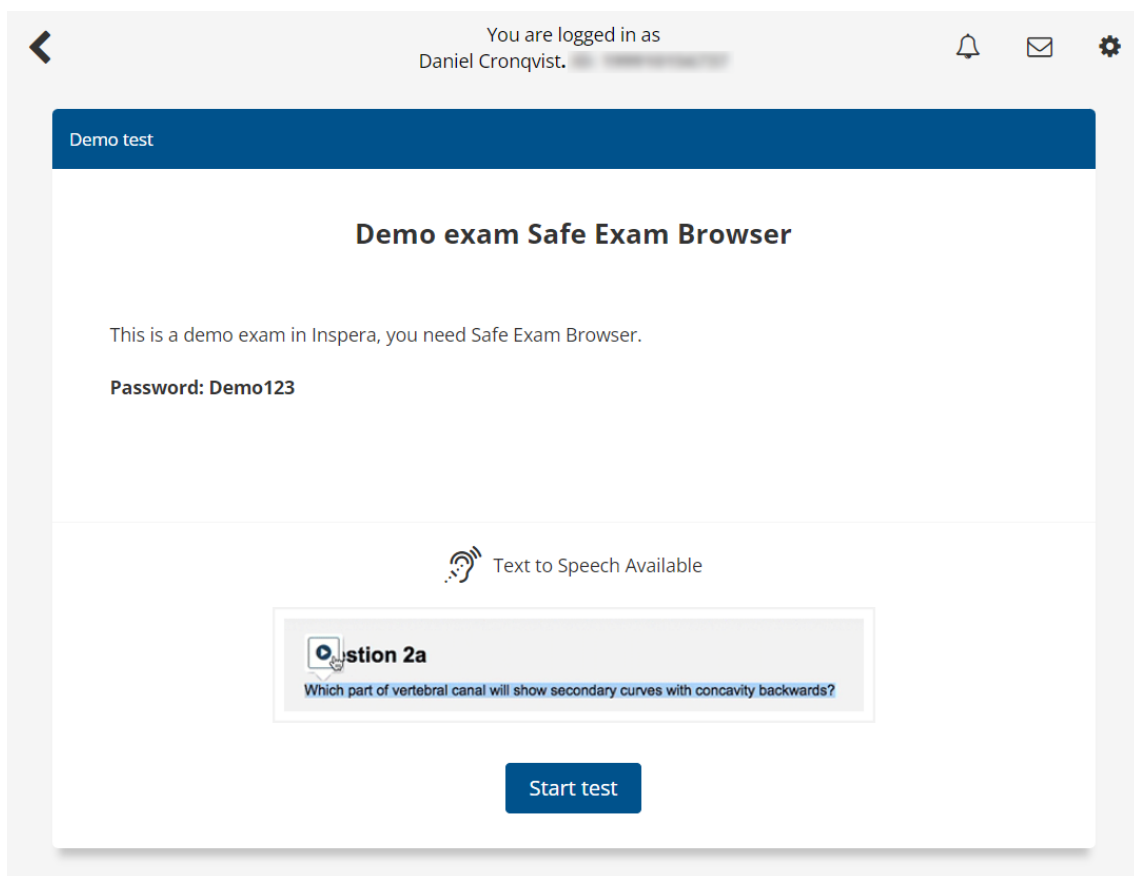 You are logged in as
Daniel Cronqvist.
Demo test
Demo exam Safe Exam Browser
This is a demo exam in Inspera, you need Safe Exam Browser.
Password: Demo123
Text to Speech Available
stion 2a
Which part of vertebral canal will show secondary curves with concavity backwards?
Start test